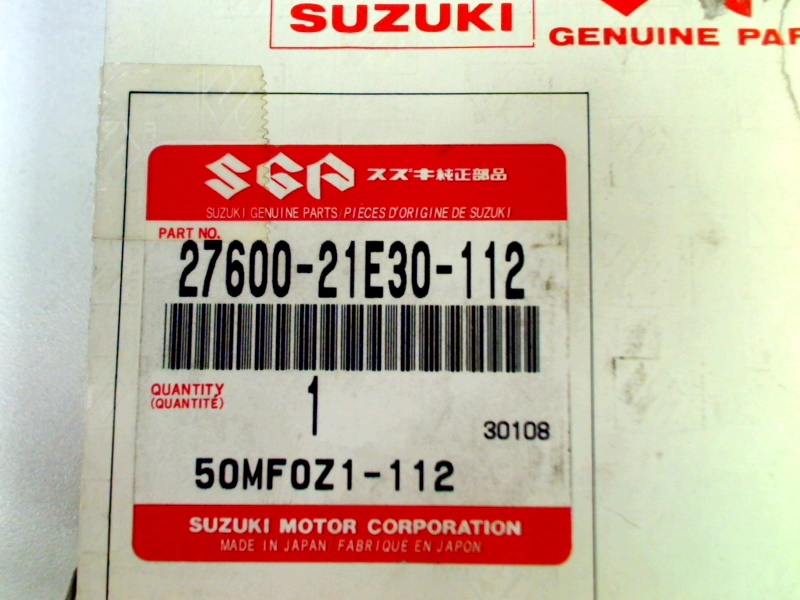 SUZUKI
GENUINE PAR
SGP スズキ純正部品
SUZUKI GENUINE PARTS/PIÈCES D'ORIGINE DE SUZUKI
PART NO.
27600-21E30-112
QUANTITY 1
(QUANTITÉ)
30108
50MF0Z1-112
SUZUKI MOTOR CORPORATION
MADE IN JAPAN/FABRIQUE EN JAPON